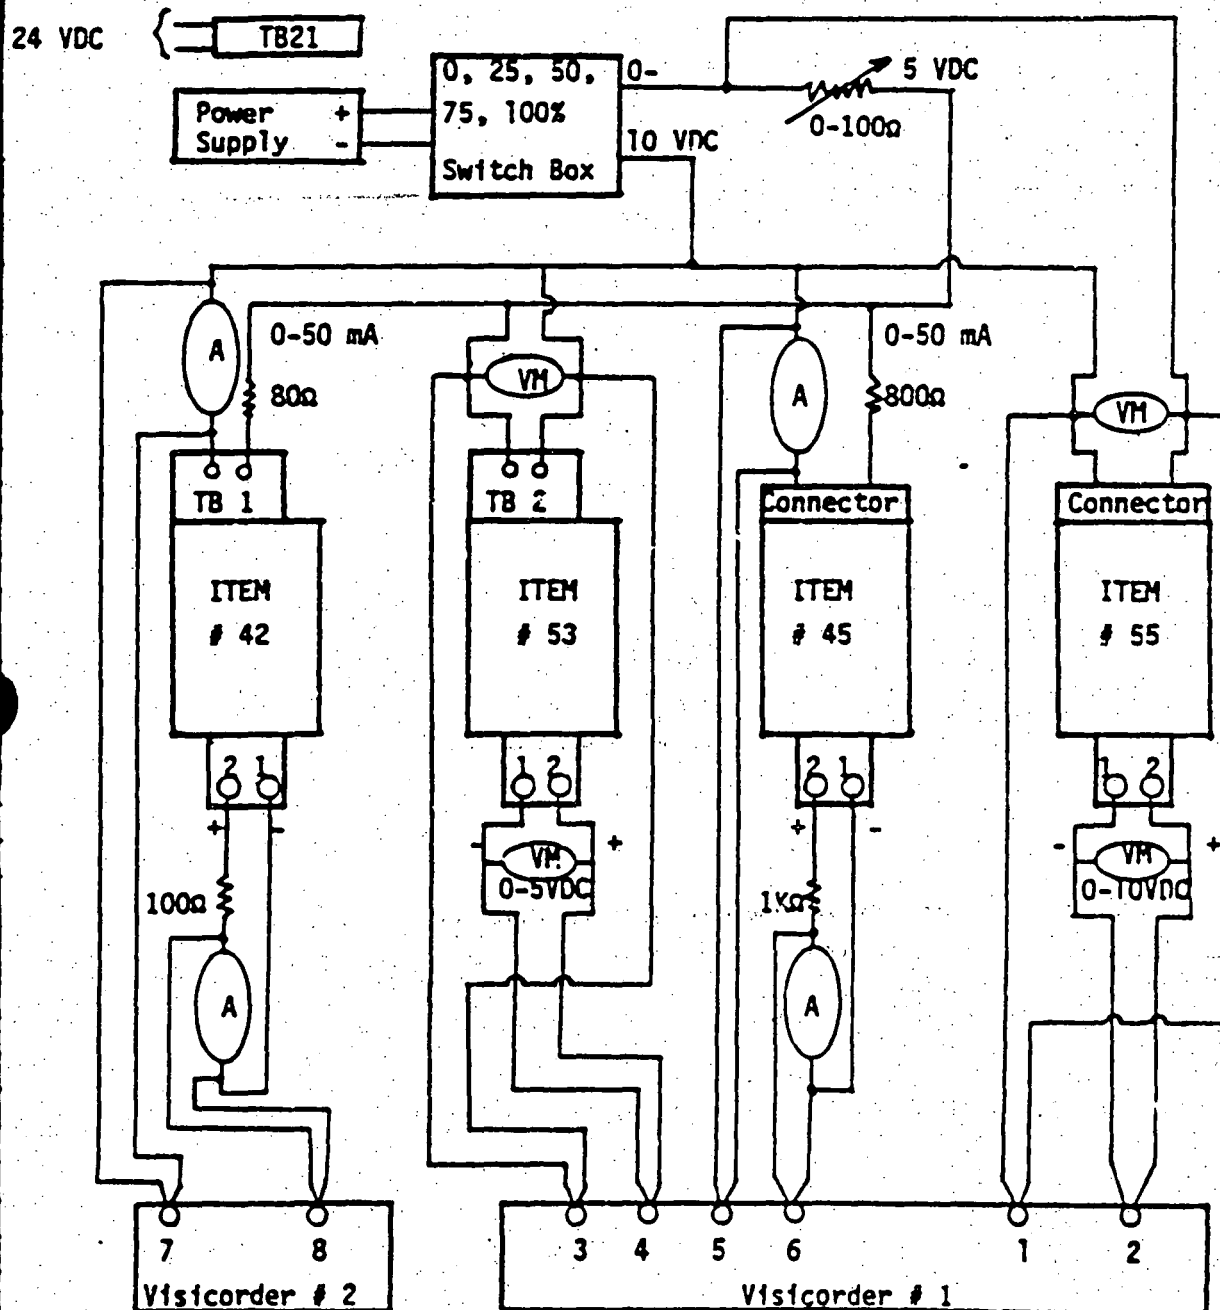 24 VDC
TB21
Power +
Supply -
0, 25, 50,
75, 100%
Switch Box
0-
10 VDC
5 VDC
0-100Ω
A
0-50 mA
80Ω
VM
A
0-50 mA
800Ω
VM
TB 1
TB 2
Connector
Connector
ITEM
# 42
ITEM
# 53
ITEM
# 45
ITEM
# 55
2 1
1 2
2 1
1 2
+ -
- +
+ -
- +
VM
0-5VDC
VM
0-10VDC
100Ω
1KΩ
A
A
7 8
3 4 5 6 1 2
Visicorder # 2
Visicorder # 1